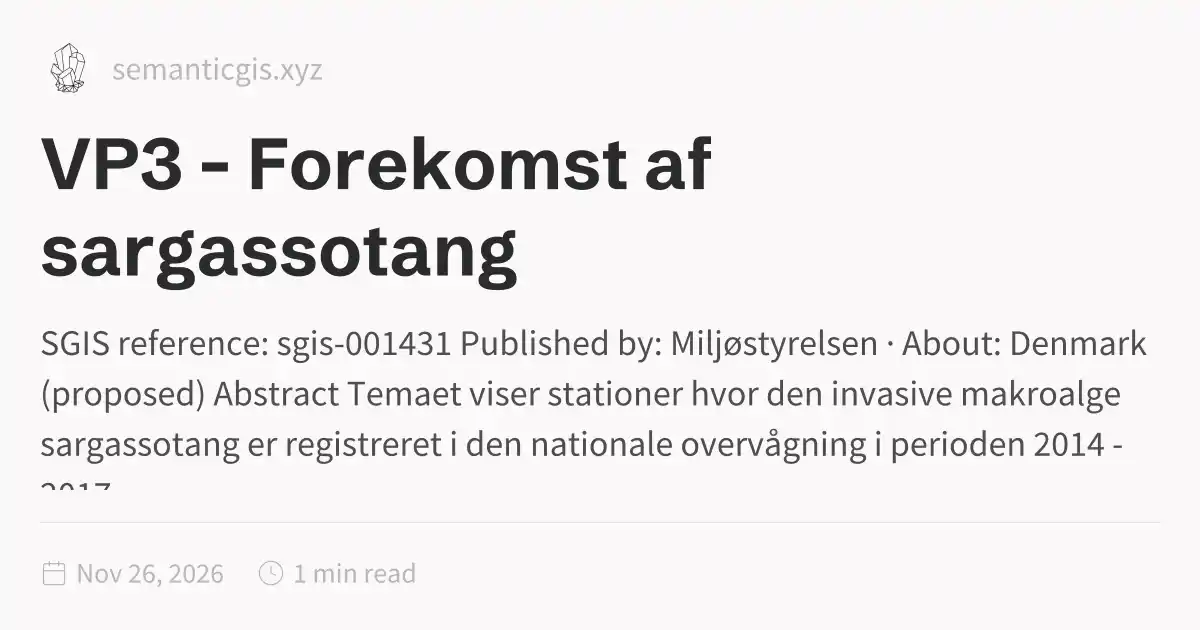 semanticgis.xyz
VP3 - Forekomst af
sargassotang
SGIS reference: sgis-001431 Published by: Miljøstyrelsen · About: Denmark
(proposed) Abstract Temaet viser stationer hvor den invasive makroalge
sargassotang er registreret i den nationale overvågning i perioden 2014 -
2017
Nov 26, 2026
1 min read